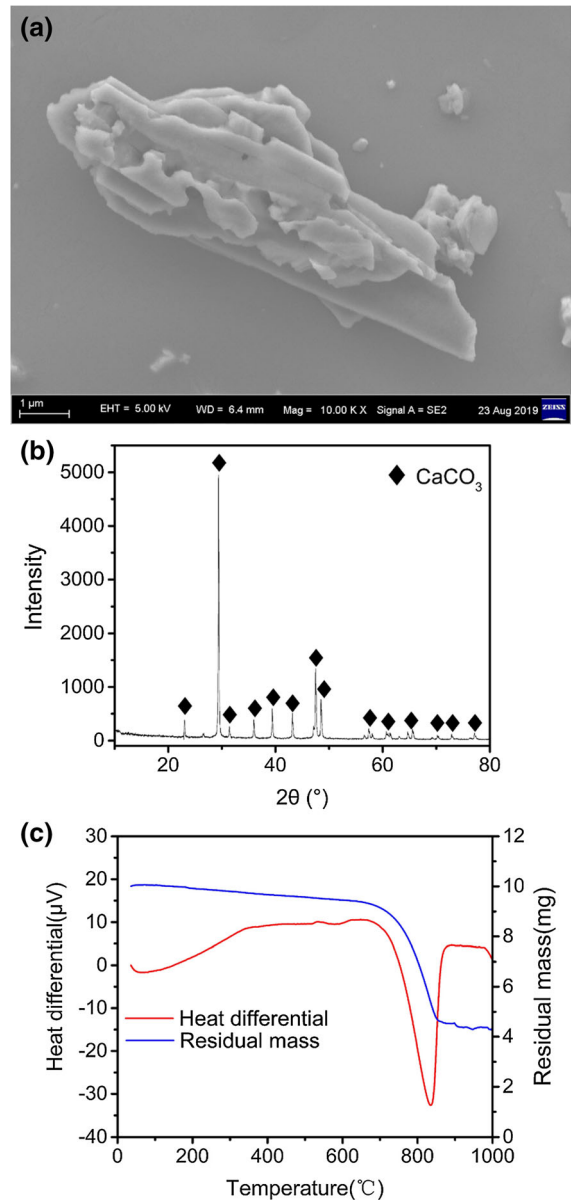 (a)
1 μm
EHT = 5.00 kV WD = 6.4 mm Mag = 10.00 K X Signal A = SE2 23 Aug 2019 ZEISS
(b)
5000
4000
3000
2000
1000
0
Intensity
CaCO₃
20 40 60 80
2θ (°)
(c)
30
20
10
0
-10
-20
-30
-40
Heat differential(μV)
12
10
8
6
4
2
0
Residual mass(mg)
Heat differential
Residual mass
0 200 400 600 800 1000
Temperature(℃)